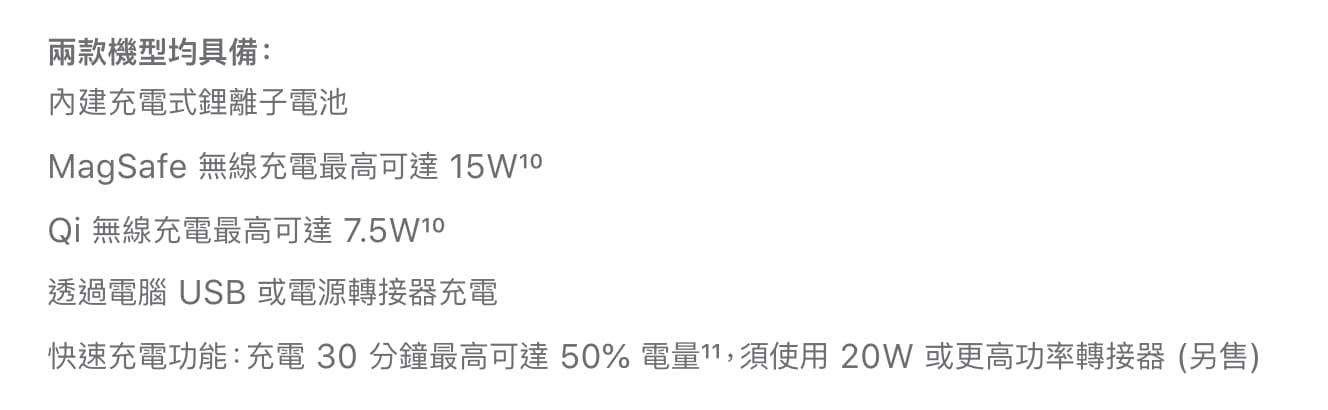 兩款機型均具備：
內建充電式鋰離子電池
MagSafe 無線充電最高可達 15W¹⁰
Qi 無線充電最高可達 7.5W¹⁰
透過電腦 USB 或電源轉接器充電
快速充電功能：充電 30 分鐘最高可達 50% 電量¹¹，須使用 20W 或更高功率轉接器 (另售)